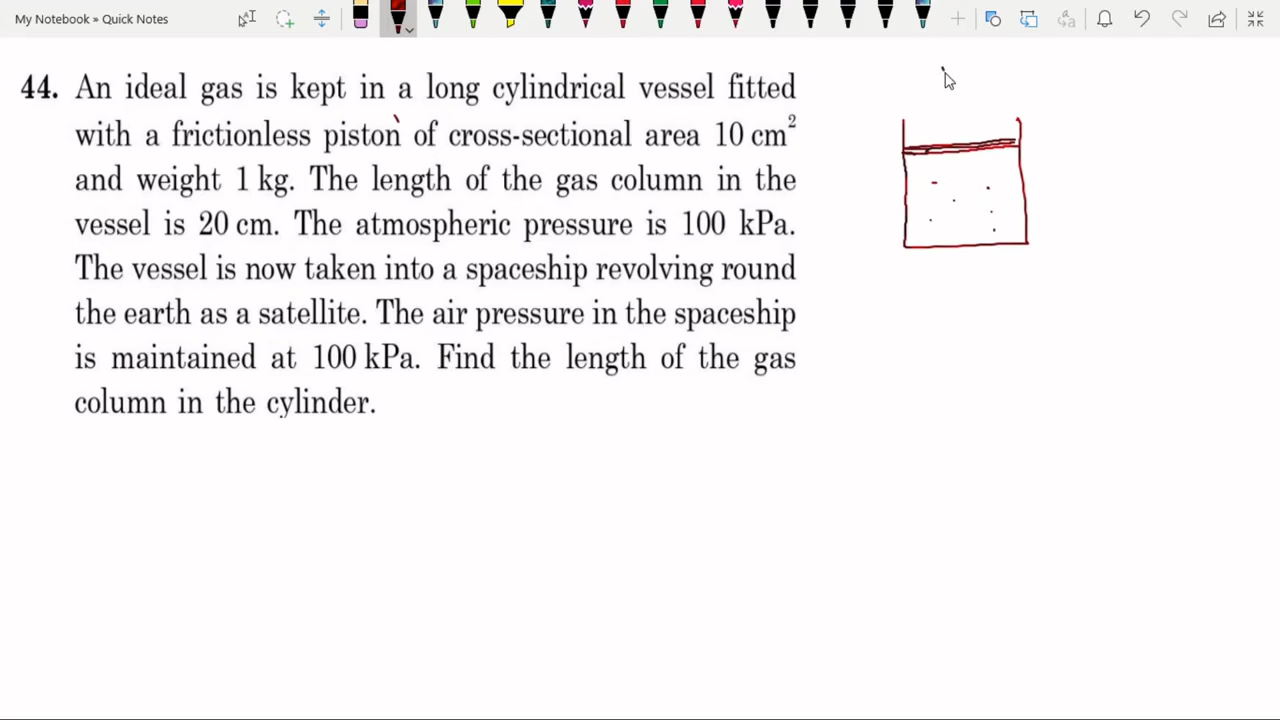 My Notebook » Quick Notes
44. An ideal gas is kept in a long cylindrical vessel fitted
with a frictionless piston of cross-sectional area 10 cm²
and weight 1 kg. The length of the gas column in the
vessel is 20 cm. The atmospheric pressure is 100 kPa.
The vessel is now taken into a spaceship revolving round
the earth as a satellite. The air pressure in the spaceship
is maintained at 100 kPa. Find the length of the gas
column in the cylinder.